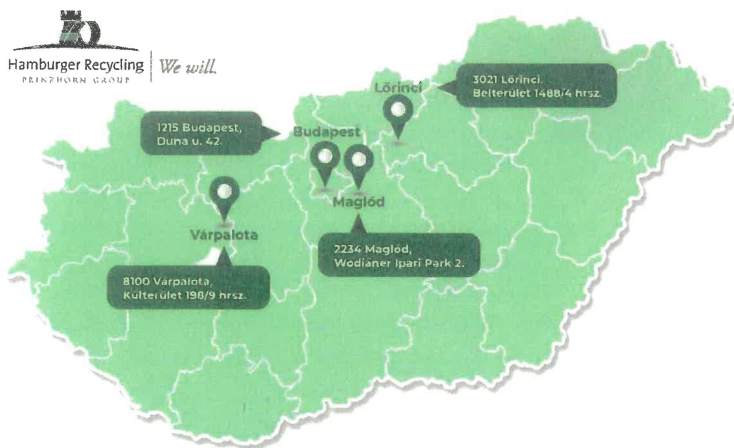 Hamburger Recycling
PRINZHORN GROUP
We will.
Lőrinci
3021 Lőrinci,
Belterület 1488/4 hrsz.
1215 Budapest,
Duna u. 42.
Budapest
Maglód
Várpalota
2234 Maglód,
Wodiáner Ipari Park 2.
8100 Várpalota,
Külterület 198/9 hrsz.